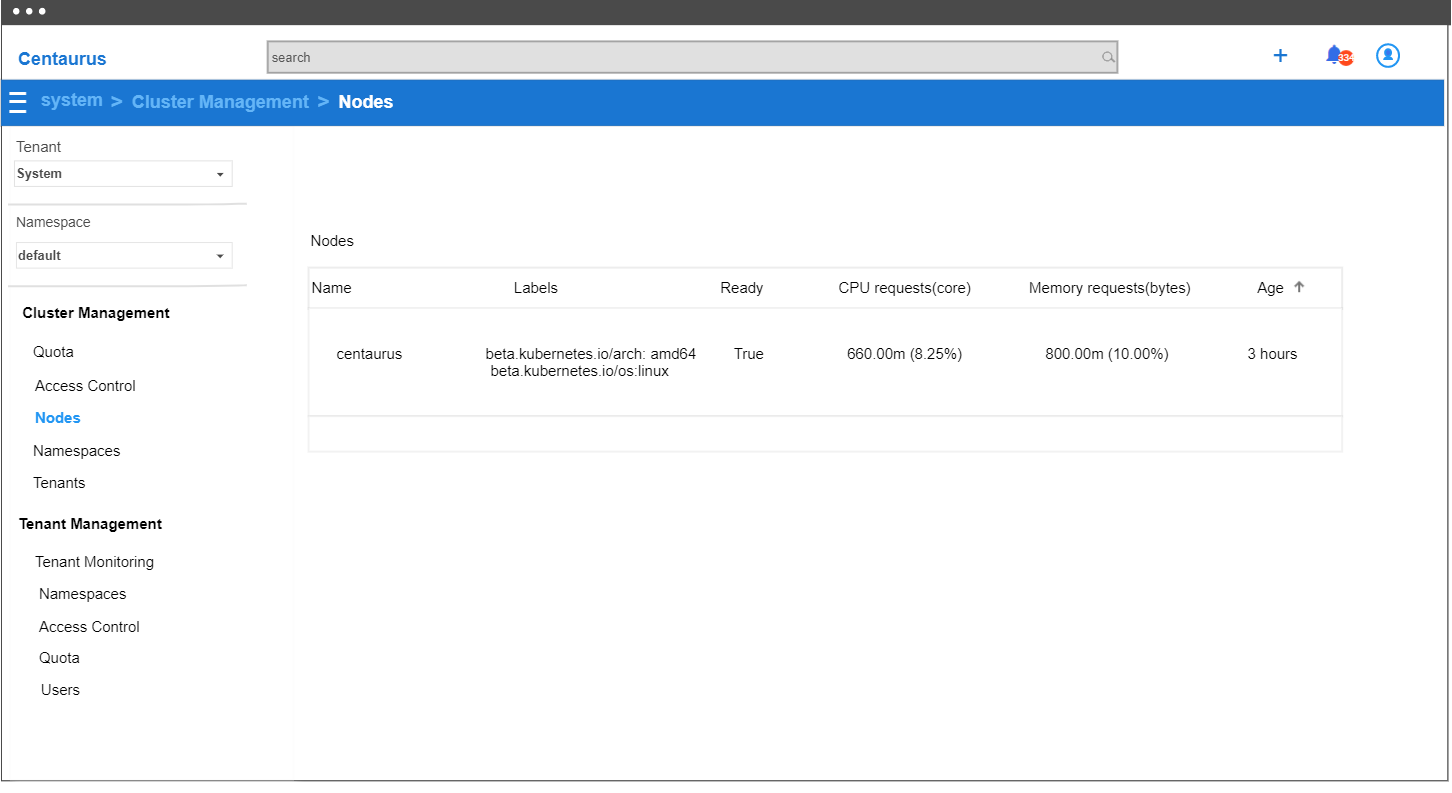 Centaurus
search
334
system > Cluster Management > Nodes
Tenant
System
Namespace
default
Cluster Management
Quota
Access Control
Nodes
Namespaces
Tenants
Tenant Management
Tenant Monitoring
Namespaces
Access Control
Quota
Users
Nodes
Name Labels Ready CPU requests(core) Memory requests(bytes) Age
centaurus beta.kubernetes.io/arch: amd64 True 660.00m (8.25%) 800.00m (10.00%) 3 hours
beta.kubernetes.io/os:linux